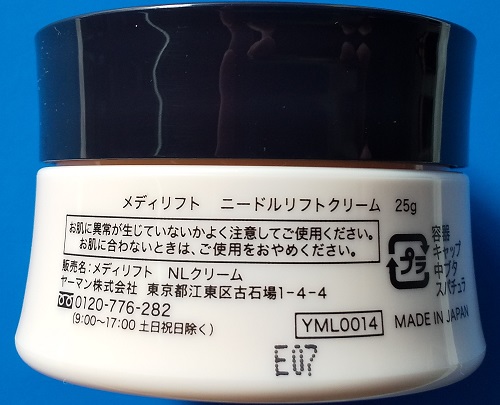 メディリフト ニードルリフトクリーム 25g
お肌に異常が生じていないかよく注意してご使用ください。
お肌に合わないときは、ご使用をおやめください。
販売名:メディリフト NLクリーム
ヤーマン株式会社 東京都江東区古石場1-4-4
0120-776-282
(9:00~17:00 土日祝日除く)
プラ
容器
キャップ
中ブタ
スパチュラ
YML0014
MADE IN JAPAN
E07